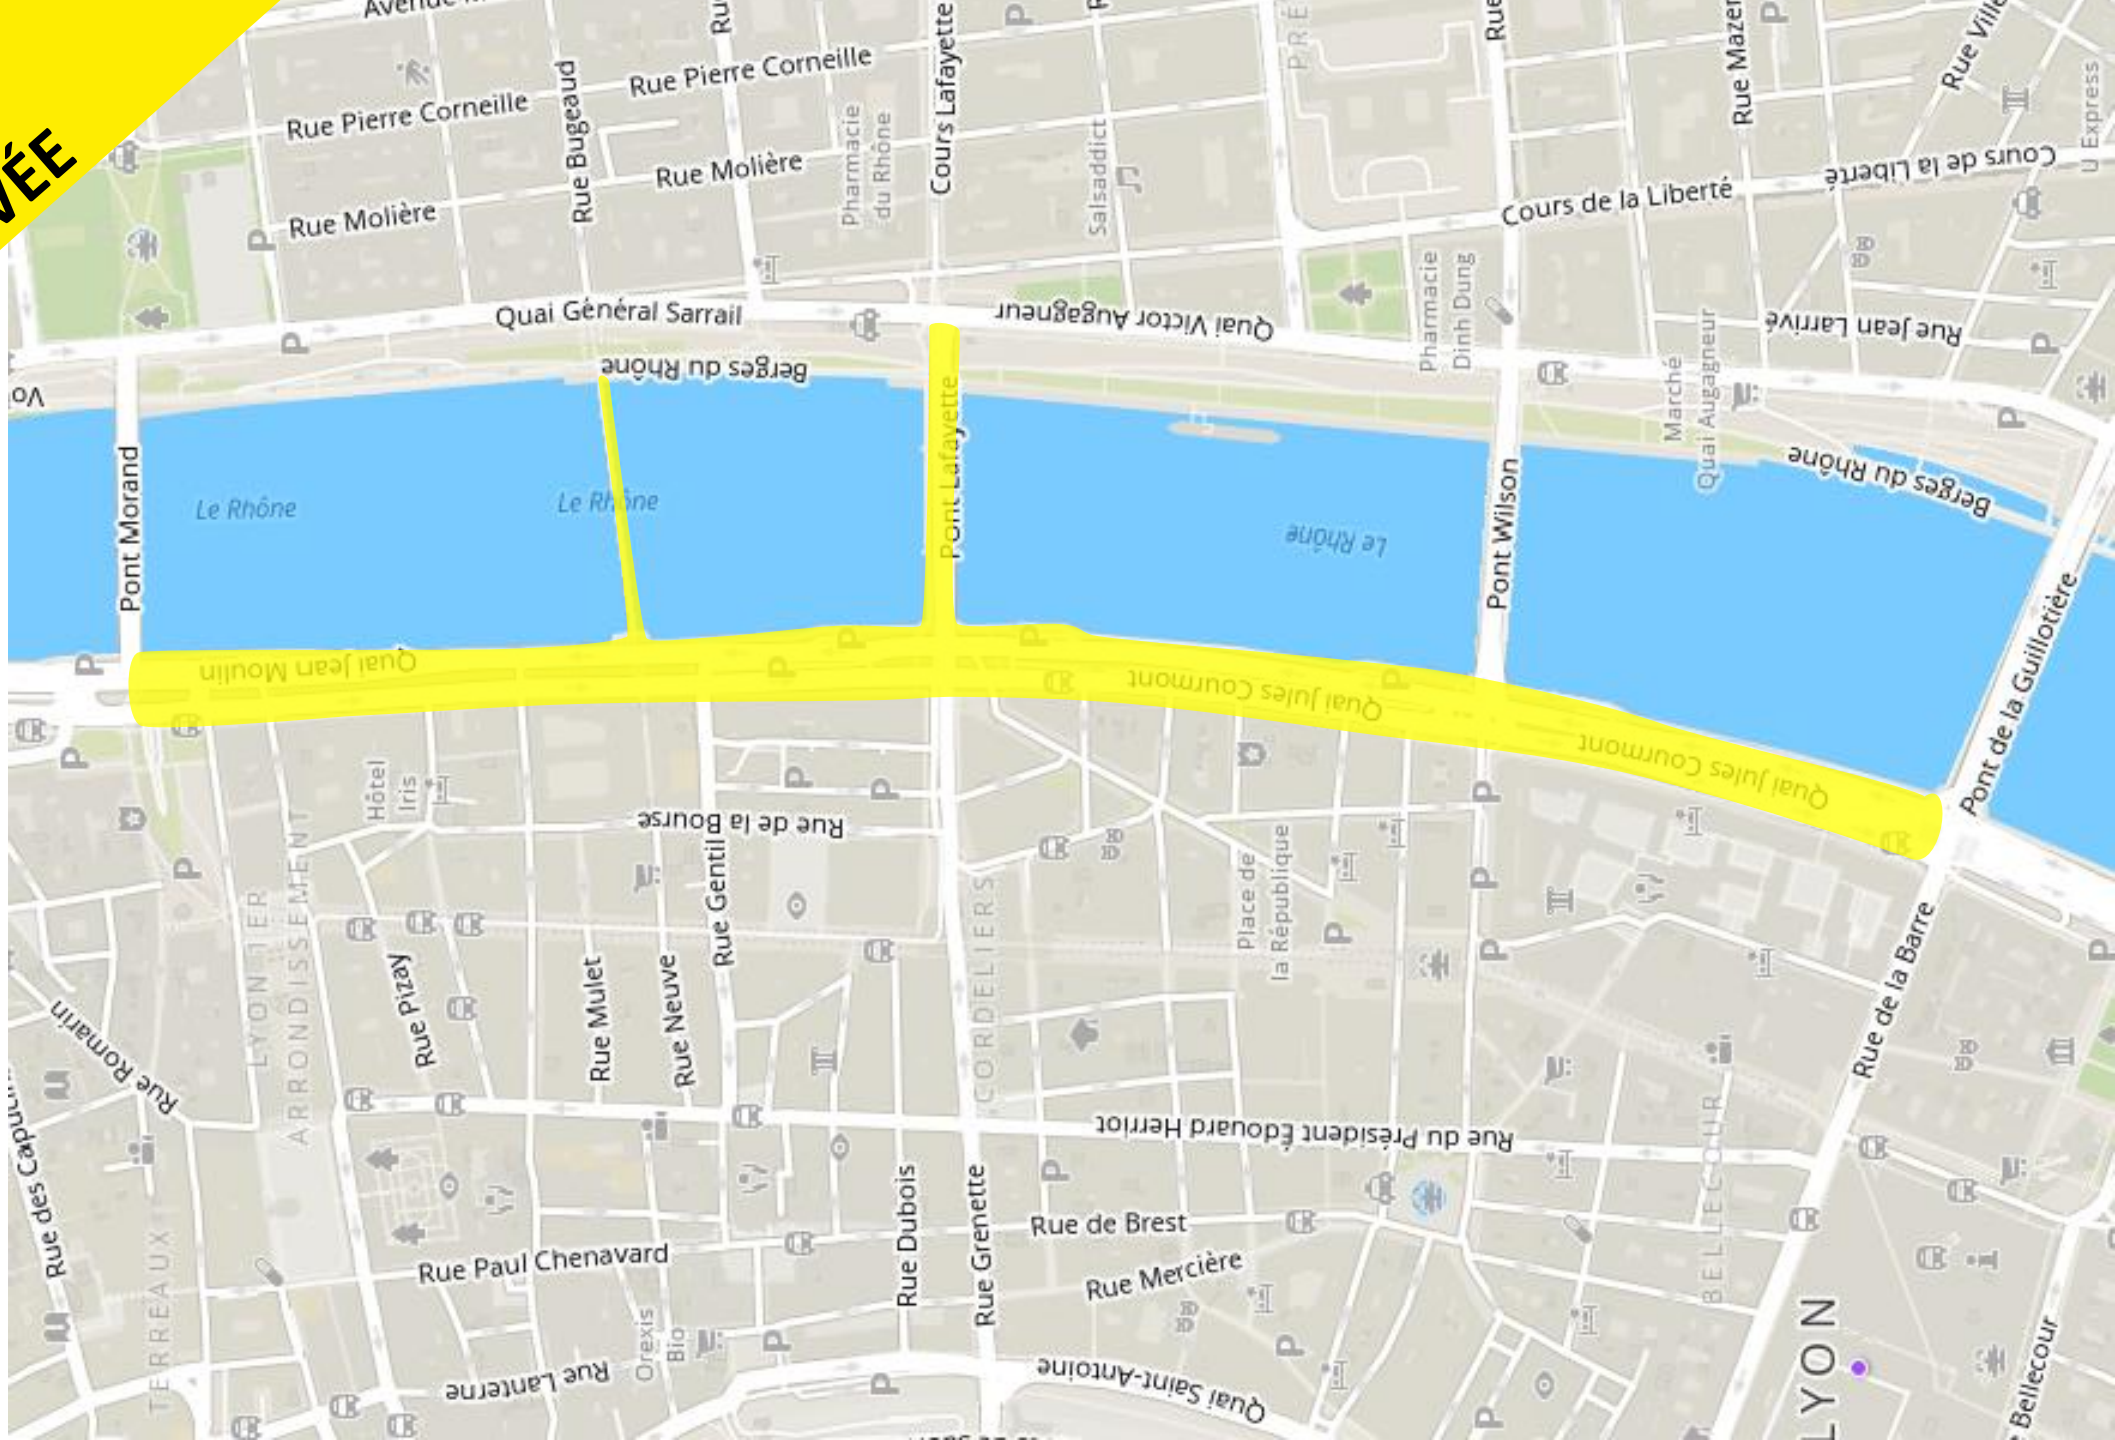 VÉE
Rue Pierre Corneille
Rue Pierre Corneille
Rue Bugeaud
Rue Molière
Rue Molière
Pharmacie
du Rhône
Cours Lafayette
Salsaddict
Cours de la Liberté
Cours de la Liberté
Rue Mazen
U Express
Quai Général Sarrail
Quai Victor Augagneur
Pharmacie
Dinh Dung
Rue Jean Larrivé
Marché
Quai Augagneur
Berges du Rhône
Berges du Rhône
Pont Morand
Le Rhône
Le Rhône
Pont Lafayette
Le Rhône
Pont Wilson
Pont de la Guillotière
Quai Jean Moulin
Quai Jules Courmont
Quai Jules Courmont
Hôtel
Iris
Rue de la Bourse
Rue Gentil
LYON 1ER
ARRONDISSEMENT
CORDELIERS
Place de
la République
Rue de la Barre
Rue Romarin
Rue Pizay
Rue Mulet
Rue Neuve
Rue du Président Édouard Herriot
BELLECOUR
Rue des Capu
TERREAUX
Rue Paul Chenavard
Rue Dubois
Rue Grenette
Rue de Brest
Rue Mercière
Orexis
Bio
Rue Lanterne
Quai Saint-Antoine
LYON
Bellecour